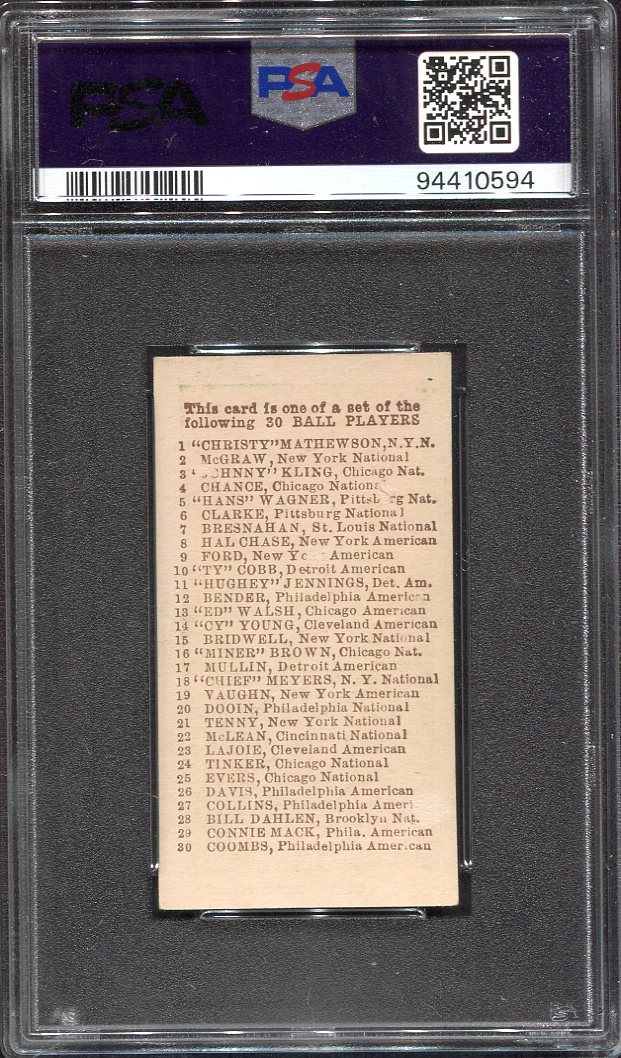 PSA
PSA
94410594
This card is one of a set of the
following 30 BALL PLAYERS
1 "CHRISTY" MATHEWSON, N.Y.N.
2 McGRAW, New York National
3 "JOHNNY" KLING, Chicago Nat.
4 CHANCE, Chicago National
5 "HANS" WAGNER, Pittsburg Nat.
6 CLARKE, Pittsburg National
7 BRESNAHAN, St. Louis National
8 HAL CHASE, New York American
9 FORD, New York American
10 "TY" COBB, Detroit American
11 "HUGHEY" JENNINGS, Det. Am.
12 BENDER, Philadelphia American
13 "ED" WALSH, Chicago American
14 "CY" YOUNG, Cleveland American
15 BRIDWELL, New York National
16 "MINER" BROWN, Chicago Nat.
17 MULLIN, Detroit American
18 "CHIEF" MEYERS, N. Y. National
19 VAUGHN, New York American
20 DOOIN, Philadelphia National
21 TENNY, New York National
22 McLEAN, Cincinnati National
23 LAJOIE, Cleveland American
24 TINKER, Chicago National
25 EVERS, Chicago National
26 DAVIS, Philadelphia American
27 COLLINS, Philadelphia Ameri
28 BILL DAHLEN, Brooklyn Nat.
29 CONNIE MACK, Phila. American
30 COOMBS, Philadelphia American